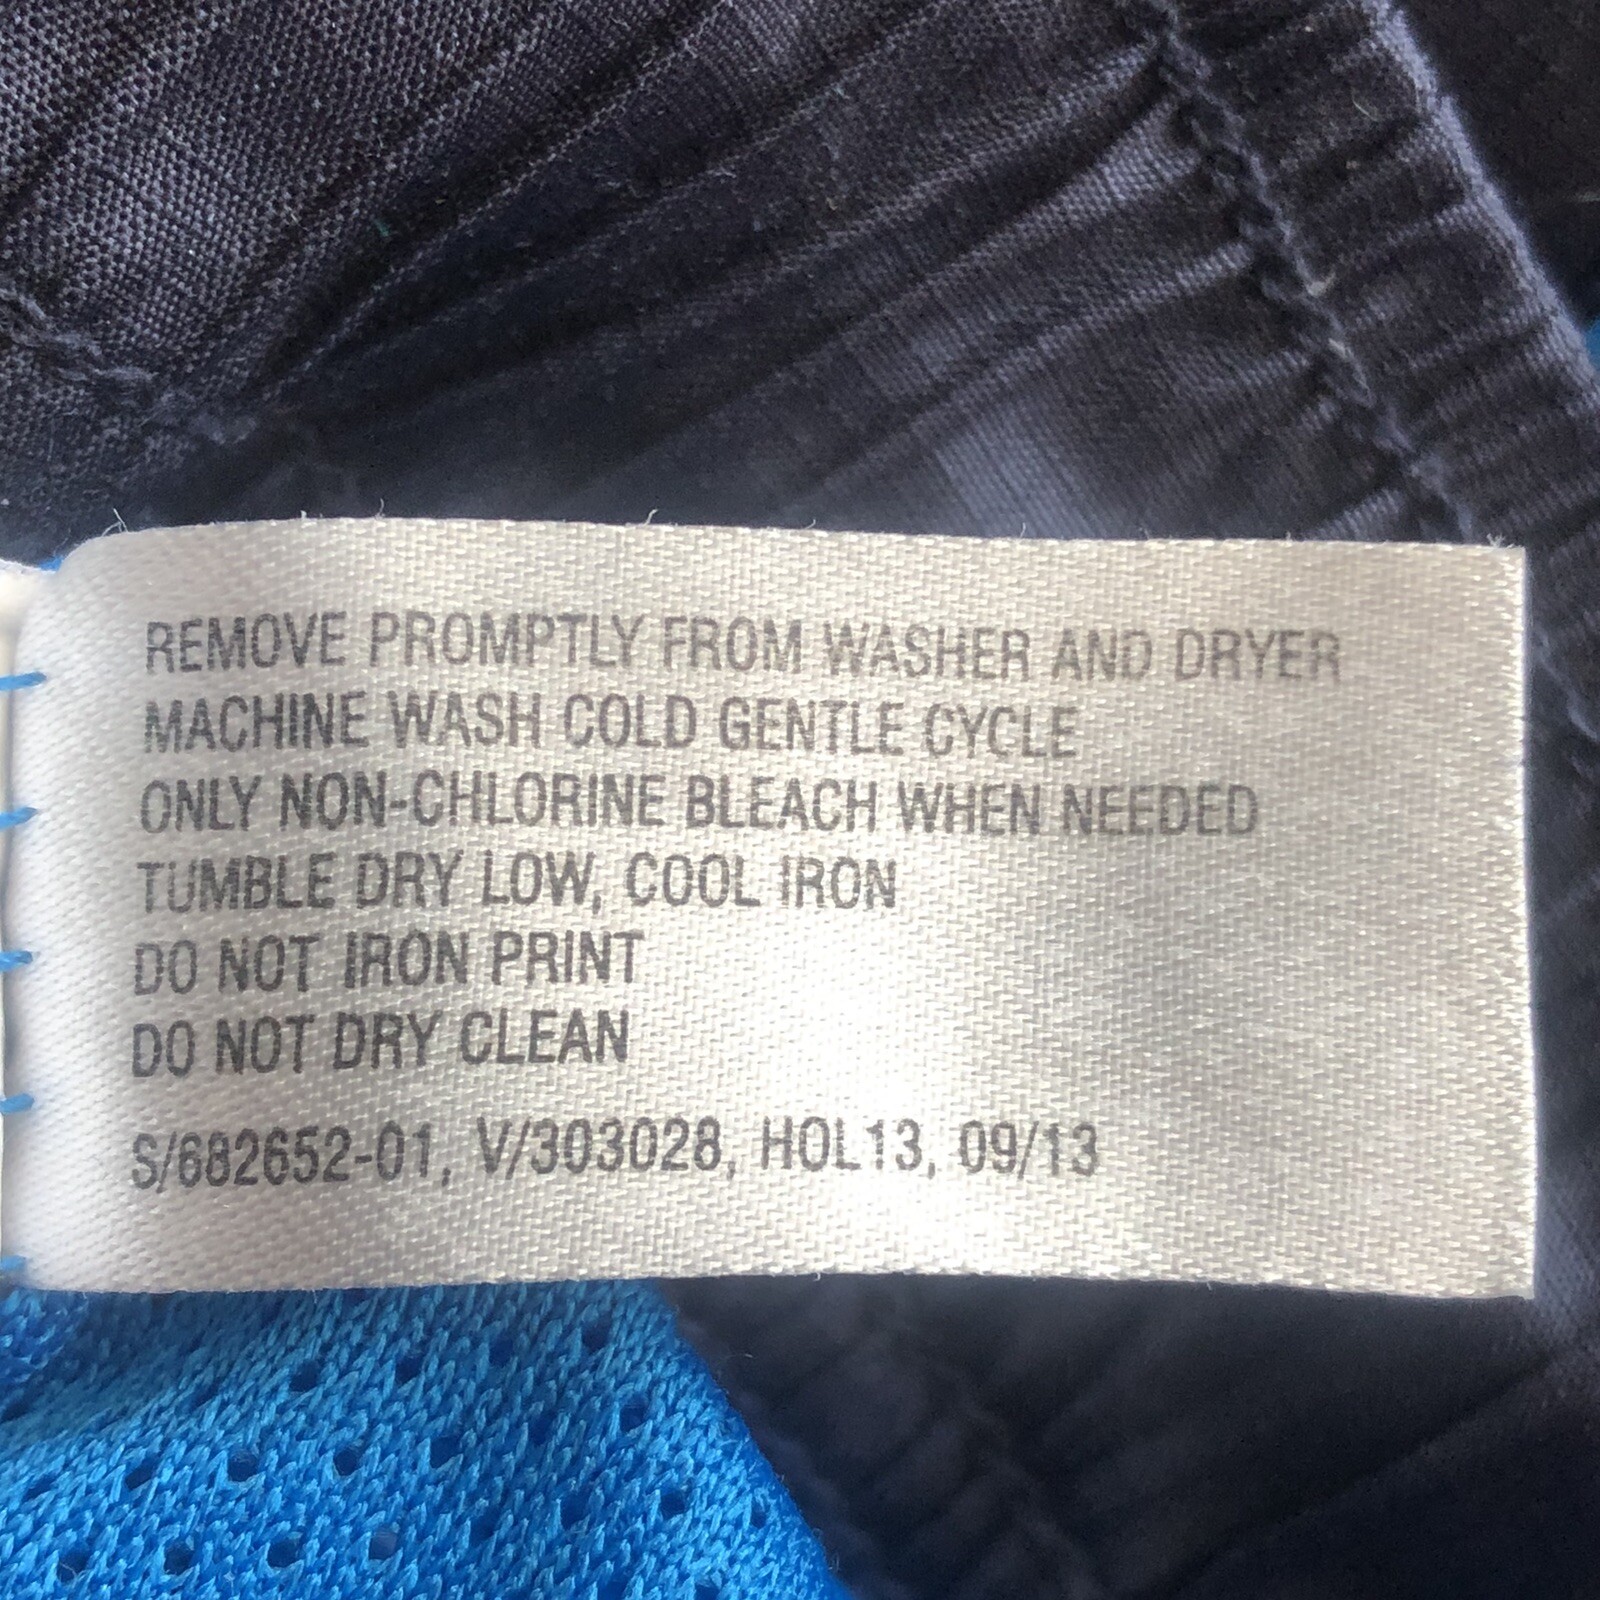 REMOVE PROMPTLY FROM WASHER AND DRYER
MACHINE WASH COLD GENTLE CYCLE
ONLY NON-CHLORINE BLEACH WHEN NEEDED
TUMBLE DRY LOW, COOL IRON
DO NOT IRON PRINT
DO NOT DRY CLEAN
S/682652-01, V/303028, HOL13, 09/13